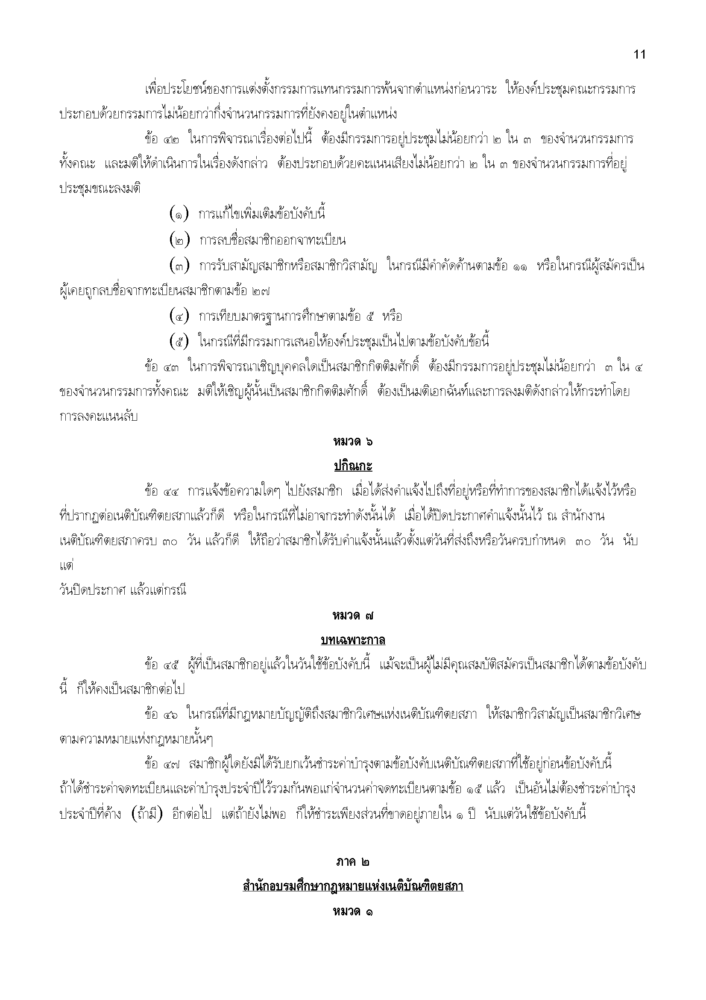 11
เพื่อประโยชน์ของการแต่งตั้งกรรมการแทนกรรมการพ้นจากตำแหน่งก่อนวาระ ให้องค์ประชุมคณะกรรมการ
ประกอบด้วยกรรมการไม่น้อยกว่ากึ่งจำนวนกรรมการที่ยังคงอยู่ในตำแหน่ง
ข้อ ๔๒ ในการพิจารณาเรื่องต่อไปนี้ ต้องมีกรรมการอยู่ประชุมไม่น้อยกว่า ๒ ใน ๓ ของจำนวนกรรมการ
ทั้งคณะ และมติให้ดำเนินการในเรื่องดังกล่าว ต้องประกอบด้วยคะแนนเสียงไม่น้อยกว่า ๒ ใน ๓ ของจำนวนกรรมการที่อยู่
ประชุมขณะลงมติ
(๑) การแก้ไขเพิ่มเติมข้อบังคับนี้
(๒) การลบชื่อสมาชิกออกจาทะเบียน
(๓) การรับสามัญสมาชิกหรือสมาชิกวิสามัญ ในกรณีมีคำคัดค้านตามข้อ ๑๑ หรือในกรณีผู้สมัครเป็น
ผู้เคยถูกลบชื่อจากทะเบียนสมาชิกตามข้อ ๒๗
(๔) การเทียบมาตรฐานการศึกษาตามข้อ ๕ หรือ
(๕) ในกรณีที่มีกรรมการเสนอให้องค์ประชุมเป็นไปตามข้อบังคับข้อนี้
ข้อ ๔๓ ในการพิจารณาเชิญบุคคลใดเป็นสมาชิกกิตติมศักดิ์ ต้องมีกรรมการอยู่ประชุมไม่น้อยกว่า ๓ ใน ๔
ของจำนวนกรรมการทั้งคณะ มติให้เชิญผู้นั้นเป็นสมาชิกกิตติมศักดิ์ ต้องเป็นมติเอกฉันท์และการลงมติดังกล่าวให้กระทำโดย
การลงคะแนนลับ
หมวด ๖
ปกิณกะ
ข้อ ๔๔ การแจ้งข้อความใดๆ ไปยังสมาชิก เมื่อได้ส่งคำแจ้งไปถึงที่อยู่หรือที่ทำการของสมาชิกได้แจ้งไว้หรือ
ที่ปรากฏต่อเนติบัณฑิตยสภาแล้วก็ดี หรือในกรณีที่ไม่อาจกระทำดังนั้นได้ เมื่อได้ปิดประกาศคำแจ้งนั้นไว้ ณ สำนักงาน
เนติบัณฑิตยสภาครบ ๓๐ วัน แล้วก็ดี ให้ถือว่าสมาชิกได้รับคำแจ้งนั้นแล้วตั้งแต่วันที่ส่งถึงหรือวันครบกำหนด ๓๐ วัน นับ
แต่
วันปิดประกาศ แล้วแต่กรณี
หมวด ๗
บทเฉพาะกาล
ข้อ ๔๕ ผู้ที่เป็นสมาชิกอยู่แล้วในวันใช้ข้อบังคับนี้ แม้จะเป็นผู้ไม่มีคุณสมบัติสมัครเป็นสมาชิกได้ตามข้อบังคับ
นี้ ก็ให้คงเป็นสมาชิกต่อไป
ข้อ ๔๖ ในกรณีที่มีกฎหมายบัญญัติถึงสมาชิกวิเศษแห่งเนติบัณฑิตยสภา ให้สมาชิกวิสามัญเป็นสมาชิกวิเศษ
ตามความหมายแห่งกฎหมายนั้นๆ
ข้อ ๔๗ สมาชิกผู้ใดยังมิได้รับยกเว้นชำระค่าบำรุงตามข้อบังคับเนติบัณฑิตยสภาที่ใช้อยู่ก่อนข้อบังคับนี้
ถ้าได้ชำระค่าจดทะเบียนและค่าบำรุงประจำปีไว้รวมกันพอแก่จำนวนค่าจดทะเบียนตามข้อ ๑๕ แล้ว เป็นอันไม่ต้องชำระค่าบำรุง
ประจำปีที่ค้าง (ถ้ามี) อีกต่อไป แต่ถ้ายังไม่พอ ก็ให้ชำระเพียงส่วนที่ขาดอยู่ภายใน ๑ ปี นับแต่วันใช้ข้อบังคับนี้
ภาค ๒
สำนักอบรมศึกษากฎหมายแห่งเนติบัณฑิตยสภา
หมวด ๑